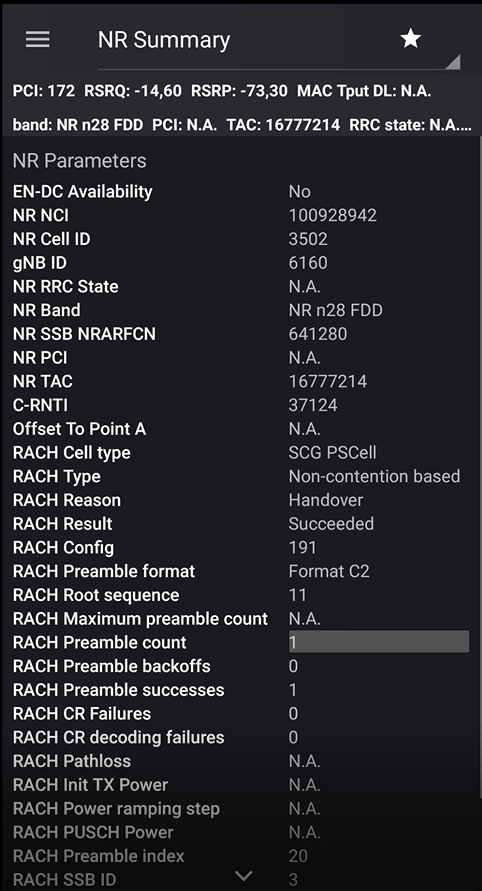 NR Summary
PCI: 172 RSRQ: -14,60 RSRP: -73,30 MAC Tput DL: N.A.
band: NR n28 FDD PCI: N.A. TAC: 16777214 RRC state: N.A....
NR Parameters
EN-DC Availability No
NR NCI 100928942
NR Cell ID 3502
gNB ID 6160
NR RRC State N.A.
NR Band NR n28 FDD
NR SSB NRARFCN 641280
NR PCI N.A.
NR TAC 16777214
C-RNTI 37124
Offset To Point A N.A.
RACH Cell type SCG PSCell
RACH Type Non-contention based
RACH Reason Handover
RACH Result Succeeded
RACH Config 191
RACH Preamble format Format C2
RACH Root sequence 11
RACH Maximum preamble count N.A.
RACH Preamble count 1
RACH Preamble backoffs 0
RACH Preamble successes 1
RACH CR Failures 0
RACH CR decoding failures 0
RACH Pathloss N.A.
RACH Init TX Power N.A.
RACH Power ramping step N.A.
RACH PUSCH Power N.A.
RACH Preamble index 20
RACH SSB ID 3